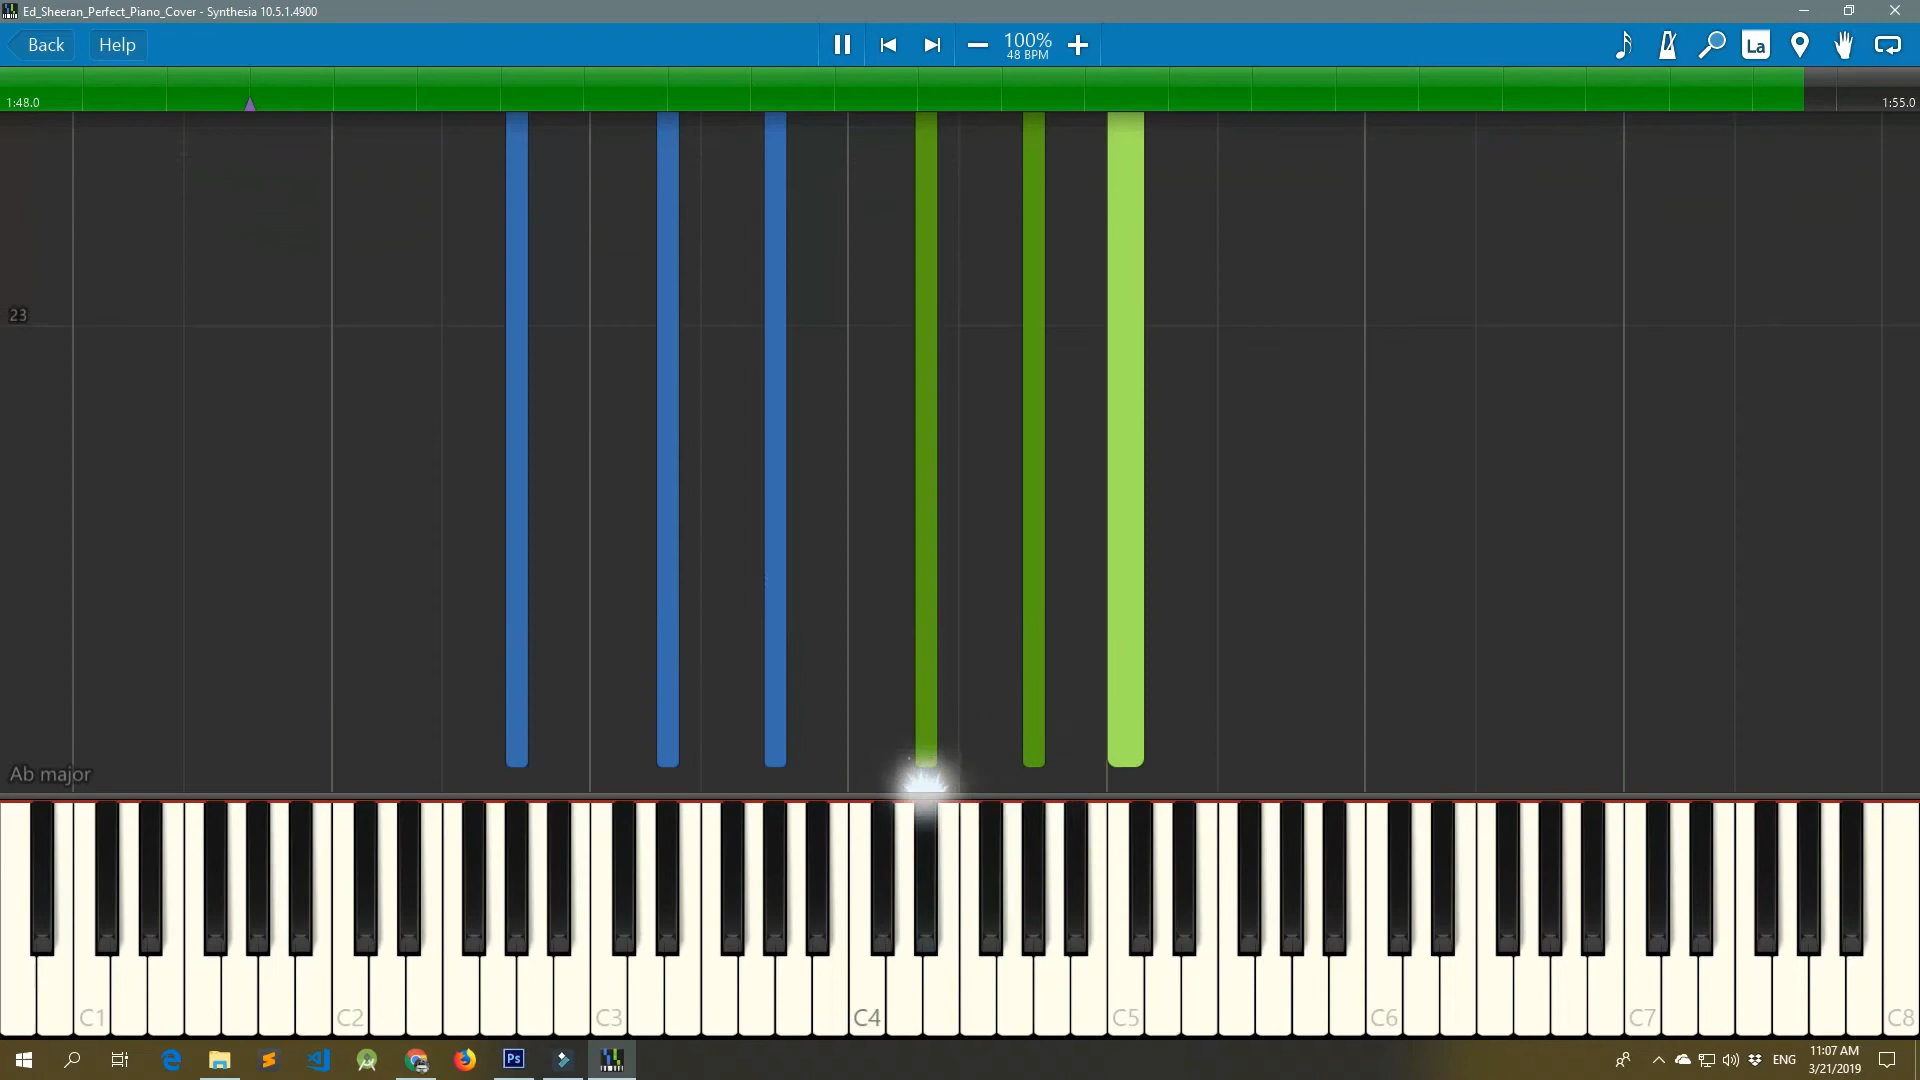 Ed_Sheeran_Perfect_Piano_Cover - Synthesia 10.5.1.4900
Back
Help
100%
48 BPM
La
1:48.0
1:55.0
23
Ab major
C1
C2
C3
C4
C5
C6
C7
C8
Ps
ENG
11:07 AM
3/21/2019